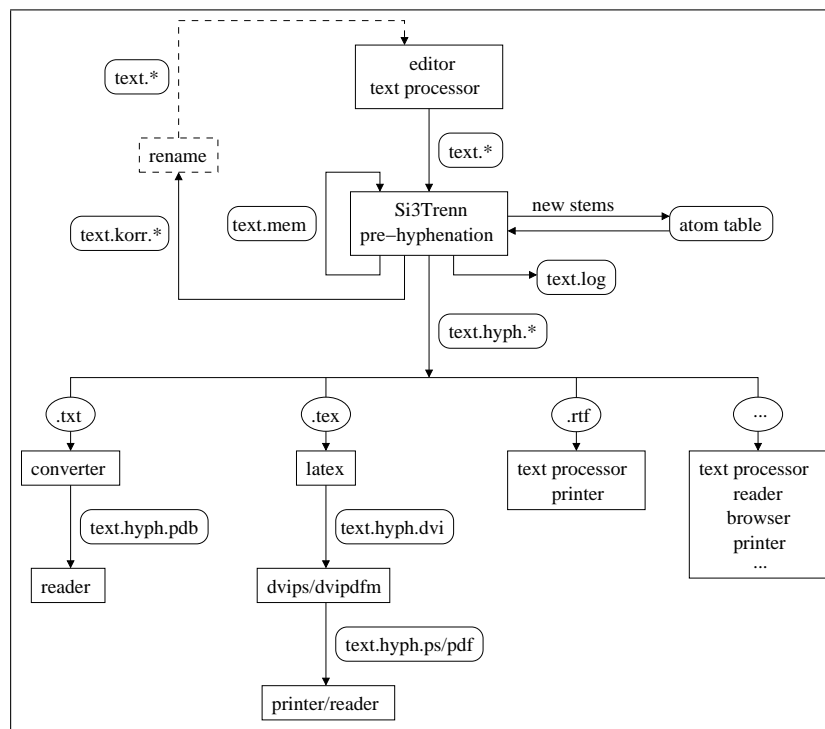 editor
text processor
text.*
text.*
rename
text.mem
Si3Trenn
pre−hyphenation
new stems
atom table
text.korr.*
text.log
text.hyph.*
.txt
.tex
.rtf
...
converter
latex
text processor
printer
text processor
reader
browser
printer
...
text.hyph.pdb
text.hyph.dvi
reader
dvips/dvipdfm
text.hyph.ps/pdf
printer/reader